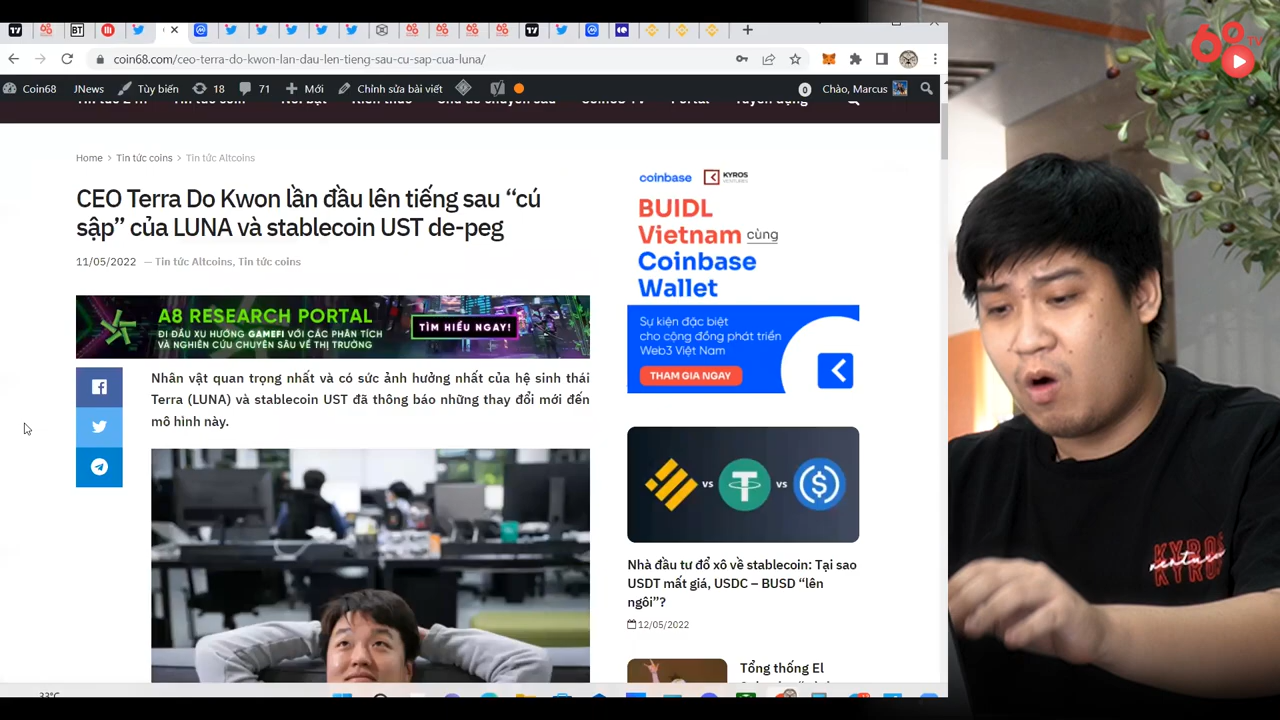 coin68.com/ceo-terra-do-kwon-lan-dau-len-tieng-sau-cu-sap-cua-luna/
Coin68 JNews Tùy biến 18 71 Mới Chỉnh sửa bài viết 0 Chào, Marcus
Home > Tin tức coins > Tin tức Altcoins
CEO Terra Do Kwon lần đầu lên tiếng sau “cú
sập” của LUNA và stablecoin UST de-peg
11/05/2022 — Tin tức Altcoins, Tin tức coins
A8 RESEARCH PORTAL
ĐI ĐẦU XU HƯỚNG GAMEFI VỚI CÁC PHÂN TÍCH
VÀ NGHIÊN CỨU CHUYÊN SÂU VỀ THỊ TRƯỜNG
TÌM HIỂU NGAY!
Nhân vật quan trọng nhất và có sức ảnh hưởng nhất của hệ sinh thái
Terra (LUNA) và stablecoin UST đã thông báo những thay đổi mới đến
mô hình này.
coinbase KYROS
VENTURES
BUIDL
Vietnam cùng
Coinbase
Wallet
Sự kiện đặc biệt
cho cộng đồng phát triển
Web3 Việt Nam
THAM GIA NGAY
vs vs
Nhà đầu tư đổ xô về stablecoin: Tại sao
USDT mất giá, USDC – BUSD “lên
ngôi”?
12/05/2022
Tổng thống El
33°C
68 TV
KYROS
ventures
KYROS